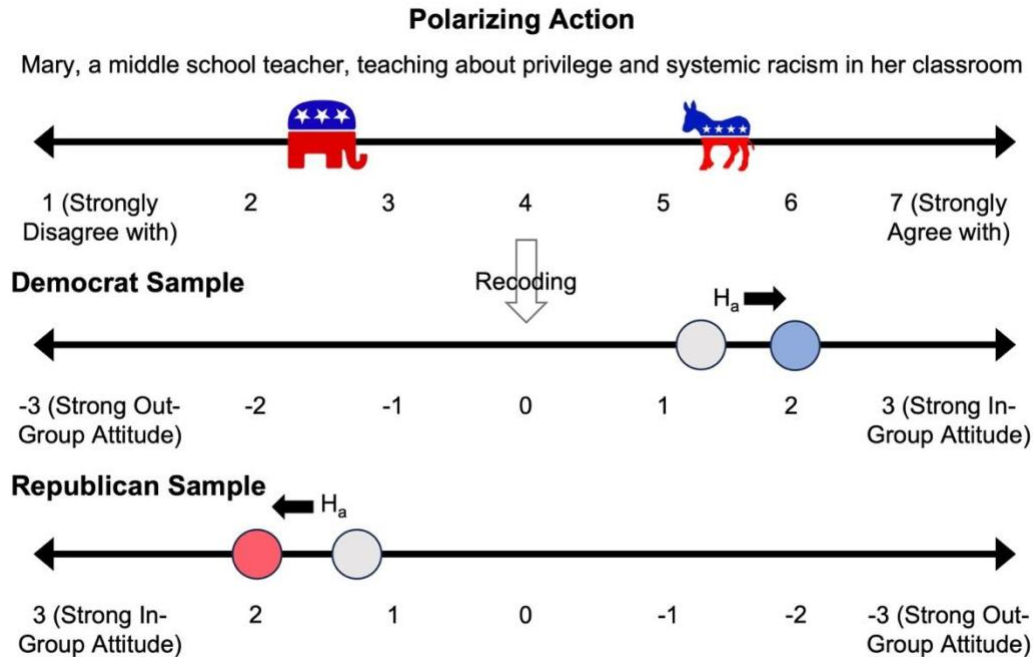 Polarizing Action
Mary, a middle school teacher, teaching about privilege and systemic racism in her classroom
1 (Strongly Disagree with) 2 3 4 5 6 7 (Strongly Agree with)
Recoding
Democrat Sample
Ha
-3 (Strong Out-Group Attitude) -2 -1 0 1 2 3 (Strong In-Group Attitude)
Republican Sample
Ha
3 (Strong In-Group Attitude) 2 1 0 -1 -2 -3 (Strong Out-Group Attitude)